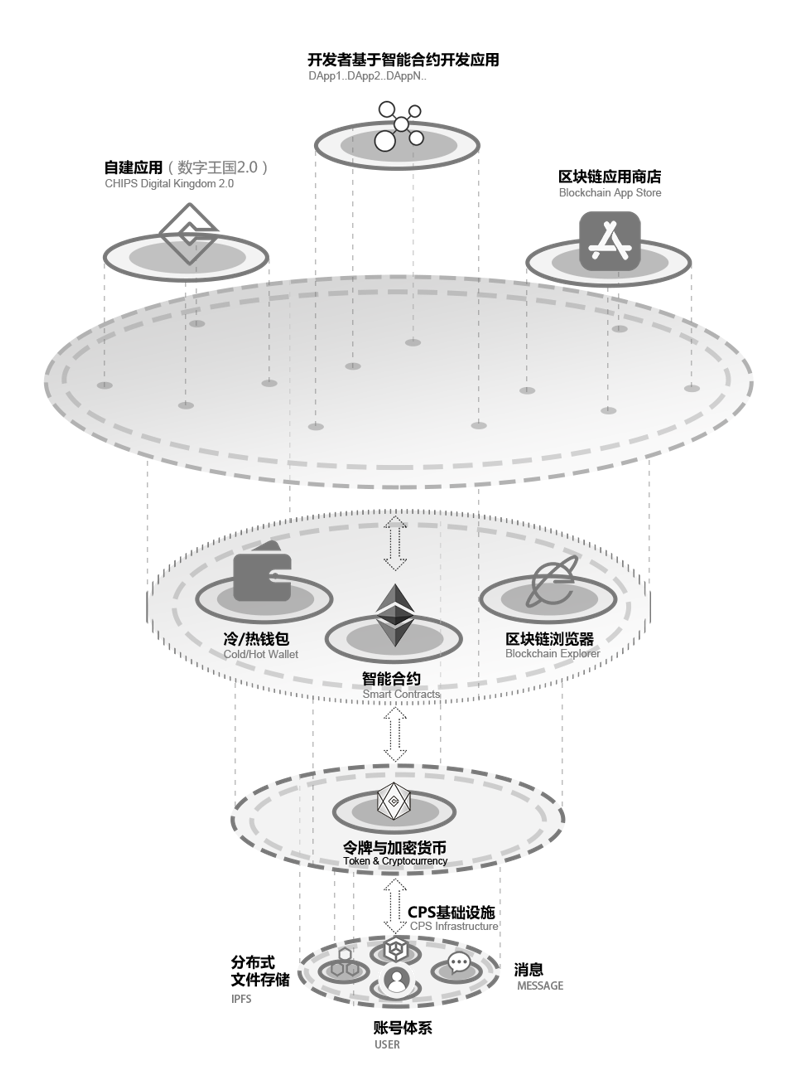 开发者基于智能合约开发应用
DApp1..DApp2..DAppN..
自建应用（数字王国2.0）
CHIPS Digital Kingdom 2.0
区块链应用商店
Blockchain App Store
冷/热钱包
Cold/Hot Wallet
区块链浏览器
Blockchain Explorer
智能合约
Smart Contracts
令牌与加密货币
Token & Cryptocurrency
CPS基础设施
CPS Infrastructure
分布式
文件存储
IPFS
消息
MESSAGE
账号体系
USER